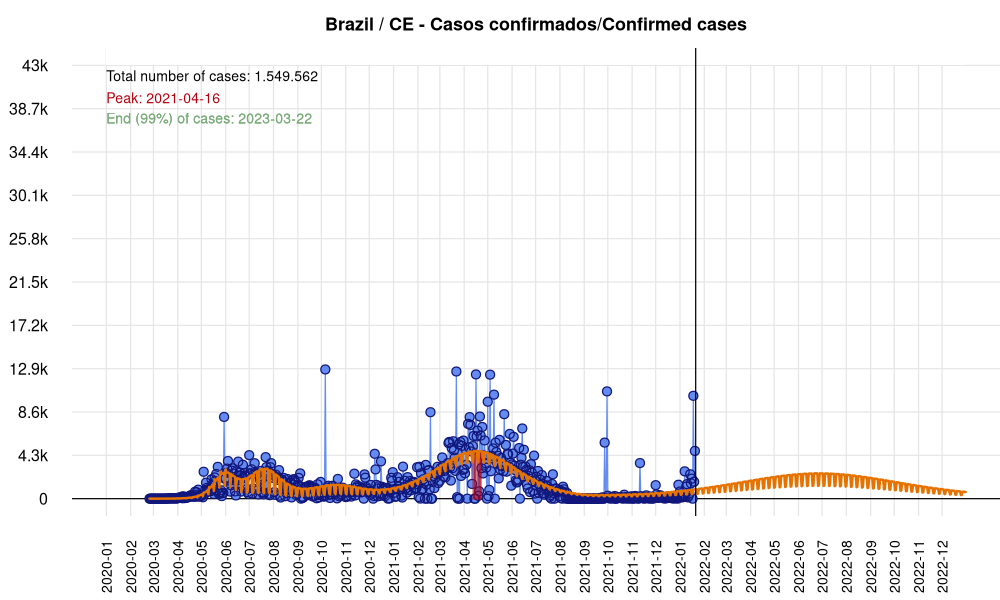 Brazil / CE - Casos confirmados/Confirmed cases
43k
Total number of cases: 1.549.562
Peak: 2021-04-16
38.7k
End (99%) of cases: 2023-03-22
34.4k
30.1k
25.8k
21.5k
17.2k
12.9k
8.6k
4.3k
0
2020-01
2020-02
2020-03
2020-04
2020-05
2020-06
2020-07
2020-08
2020-09
2020-10
2020-11
2020-12
2021-01
2021-02
2021-03
2021-04
2021-05
2021-06
2021-07
2021-08
2021-09
2021-10
2021-11
2021-12
2022-01
2022-02
2022-03
2022-04
2022-05
2022-06
2022-07
2022-08
2022-09
2022-10
2022-11
2022-12